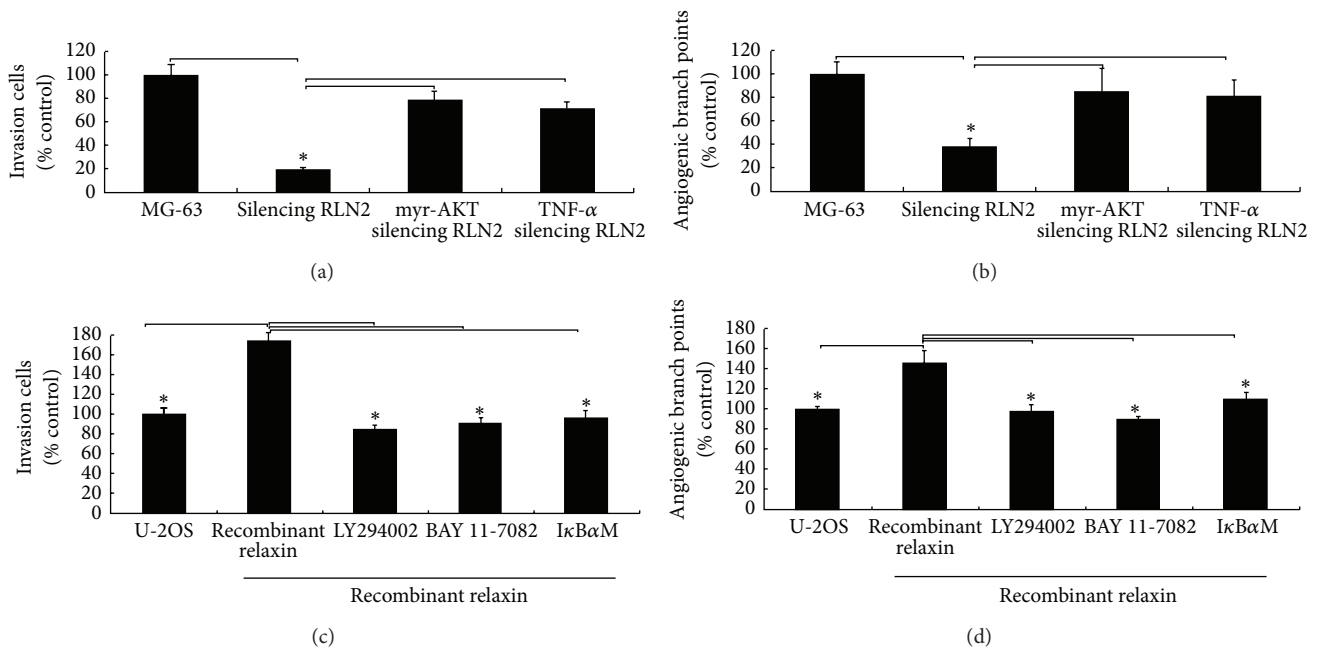 120
100
80
60
40
20
0
Invasion cells
(% control)
*
MG-63
Silencing RLN2
myr-AKT
silencing RLN2
TNF-α
silencing RLN2
(a)
120
100
80
60
40
20
0
Angiogenic branch points
(% control)
*
MG-63
Silencing RLN2
myr-AKT
silencing RLN2
TNF-α
silencing RLN2
(b)
180
160
140
120
100
80
60
40
20
0
Invasion cells
(% control)
*
*
*
*
U-2OS
Recombinant
relaxin
LY294002
BAY 11-7082
IκBαM
Recombinant relaxin
(c)
180
160
140
120
100
80
60
40
20
0
Angiogenic branch points
(% control)
*
*
*
*
U-2OS
Recombinant
relaxin
LY294002
BAY 11-7082
IκBαM
Recombinant relaxin
(d)